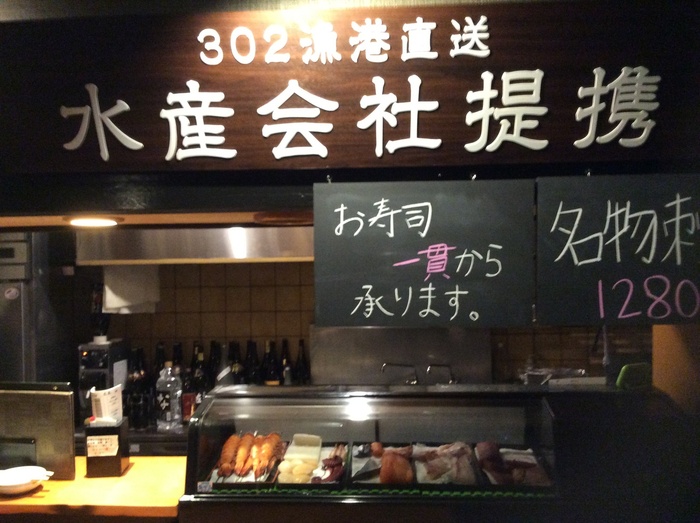 302漁港直送
水産会社提携
お寿司
一貫から
承ります。
名物刺
1280